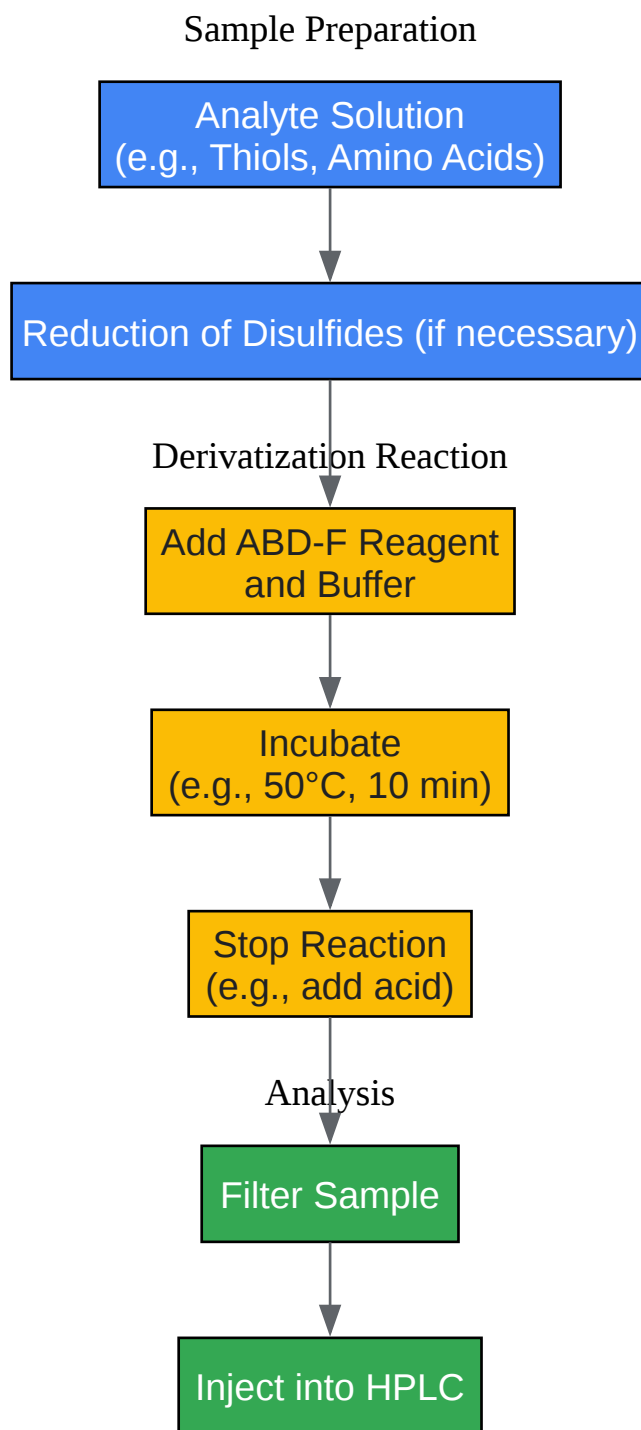 Sample Preparation
Analyte Solution
(e.g., Thiols, Amino Acids)
Reduction of Disulfides (if necessary)
Derivatization Reaction
Add ABD-F Reagent
and Buffer
Incubate
(e.g., 50°C, 10 min)
Stop Reaction
(e.g., add acid)
Analysis
Filter Sample
Inject into HPLC